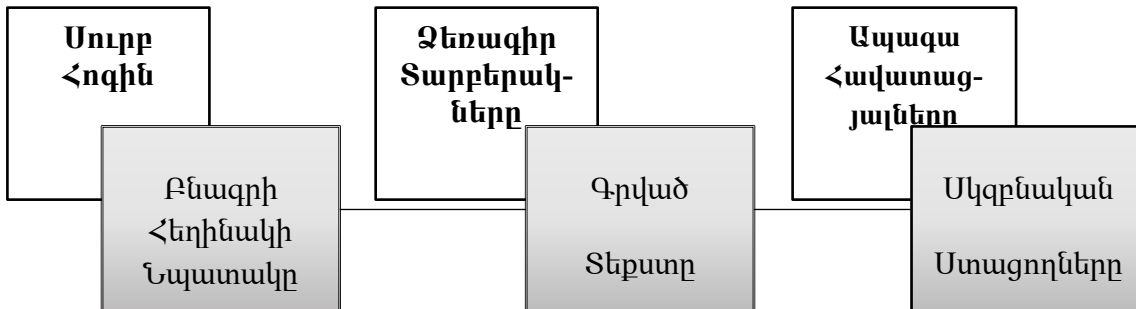 Սուրբ
Հոգին
Բնագրի
Հեղինակի
Նպատակը
Ձեռագիր
Տարբերակ-
ները
Գրված
Տեքստը
Ապագա
Հավատաց-
յալները
Սկզբնական
Ստացողները